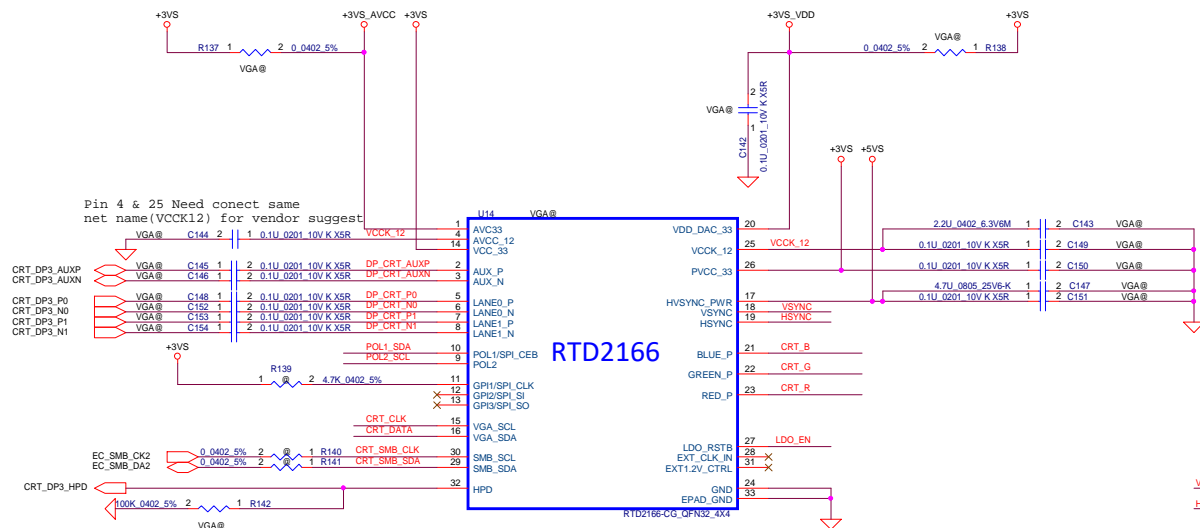 +3VS +3VS_AVCC +3VS +3VS_VDD +3VS
R137 1 2 0_0402_5% 0_0402_5% 2 1 R138
VGA@ VGA@
VGA@ 2 1 C142 0.1U_0201_10V K X5R
+3VS +5VS
Pin 4 & 25 Need conect same
net name(VCCK12) for vendor suggest
U14 VGA@
1 AVC33 VDD_DAC_33 20
VGA@ C144 2 1 0.1U_0201_10V K X5R VCCK_12 4 AVCC_12
14 VCC_33
VCCK_12 25 VCCK_12
2.2U_0402_6.3V6M 1 2 C143 VGA@
0.1U_0201_10V K X5R 1 2 C149 VGA@
PVCC_33 26 0.1U_0201_10V K X5R 1 2 C150 VGA@
4.7U_0805_25V6-K 1 2 C147 VGA@
HVSYNC_PWR 17 0.1U_0201_10V K X5R 1 2 C151 VGA@
VSYNC 18 VSYNC
HSYNC 19 HSYNC
CRT_DP3_AUXP VGA@ C145 1 2 0.1U_0201_10V K X5R DP_CRT_AUXP 2 AUX_P
CRT_DP3_AUXN VGA@ C146 1 2 0.1U_0201_10V K X5R DP_CRT_AUXN 3 AUX_N
CRT_DP3_P0 VGA@ C148 1 2 0.1U_0201_10V K X5R DP_CRT_P0 5 LANE0_P
CRT_DP3_N0 VGA@ C152 1 2 0.1U_0201_10V K X5R DP_CRT_N0 6 LANE0_N
CRT_DP3_P1 VGA@ C153 1 2 0.1U_0201_10V K X5R DP_CRT_P1 7 LANE1_P
CRT_DP3_N1 VGA@ C154 1 2 0.1U_0201_10V K X5R DP_CRT_N1 8 LANE1_N
RTD2166
POL1_SDA 10 POL1/SPI_CEB
POL2_SCL 9 POL2
BLUE_P 21 CRT_B
GREEN_P 22 CRT_G
RED_P 23 CRT_R
+3VS
R139
1 @ 2 4.7K_0402_5% 11 GPI1/SPI_CLK
12 GPI2/SPI_SI
13 GPI3/SPI_SO
CRT_CLK 15 VGA_SCL
CRT_DATA 16 VGA_SDA
EC_SMB_CK2 0_0402_5% 2 @ 1 R140 CRT_SMB_CLK 30 SMB_SCL
EC_SMB_DA2 0_0402_5% 2 @ 1 R141 CRT_SMB_SDA 29 SMB_SDA
LDO_RSTB 27 LDO_EN
EXT_CLK_IN 28
EXT1.2V_CTRL 31
CRT_DP3_HPD 32 HPD
GND 24
EPAD_GND 33
100K_0402_5% 2 1 R142
VGA@
RTD2166-CG_QFN32_4X4
V
H